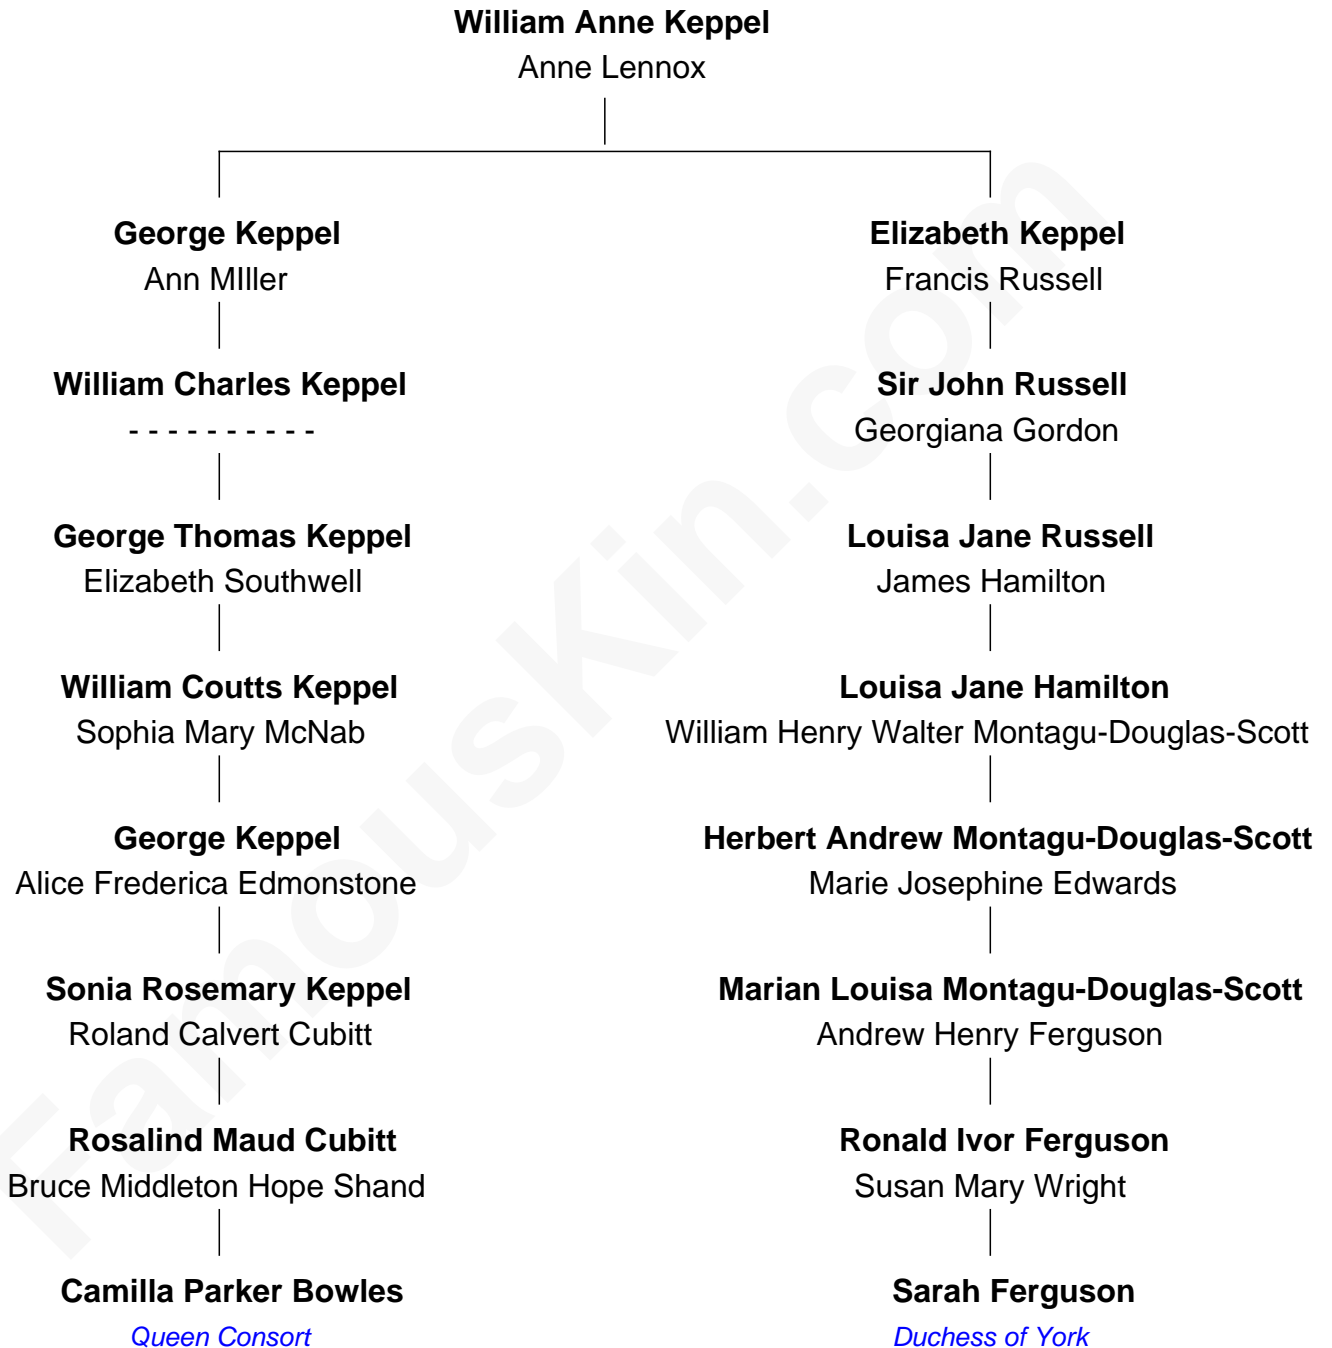 William Anne Keppel
Anne Lennox
George Keppel
Ann MIller
Elizabeth Keppel
Francis Russell
William Charles Keppel
- - - - - - - - - -
Sir John Russell
Georgiana Gordon
George Thomas Keppel
Elizabeth Southwell
Louisa Jane Russell
James Hamilton
William Coutts Keppel
Sophia Mary McNab
Louisa Jane Hamilton
William Henry Walter Montagu-Douglas-Scott
George Keppel
Alice Frederica Edmonstone
Herbert Andrew Montagu-Douglas-Scott
Marie Josephine Edwards
Sonia Rosemary Keppel
Roland Calvert Cubitt
Marian Louisa Montagu-Douglas-Scott
Andrew Henry Ferguson
Rosalind Maud Cubitt
Bruce Middleton Hope Shand
Ronald Ivor Ferguson
Susan Mary Wright
Camilla Parker Bowles
Queen Consort
Sarah Ferguson
Duchess of York
FamousKin.com